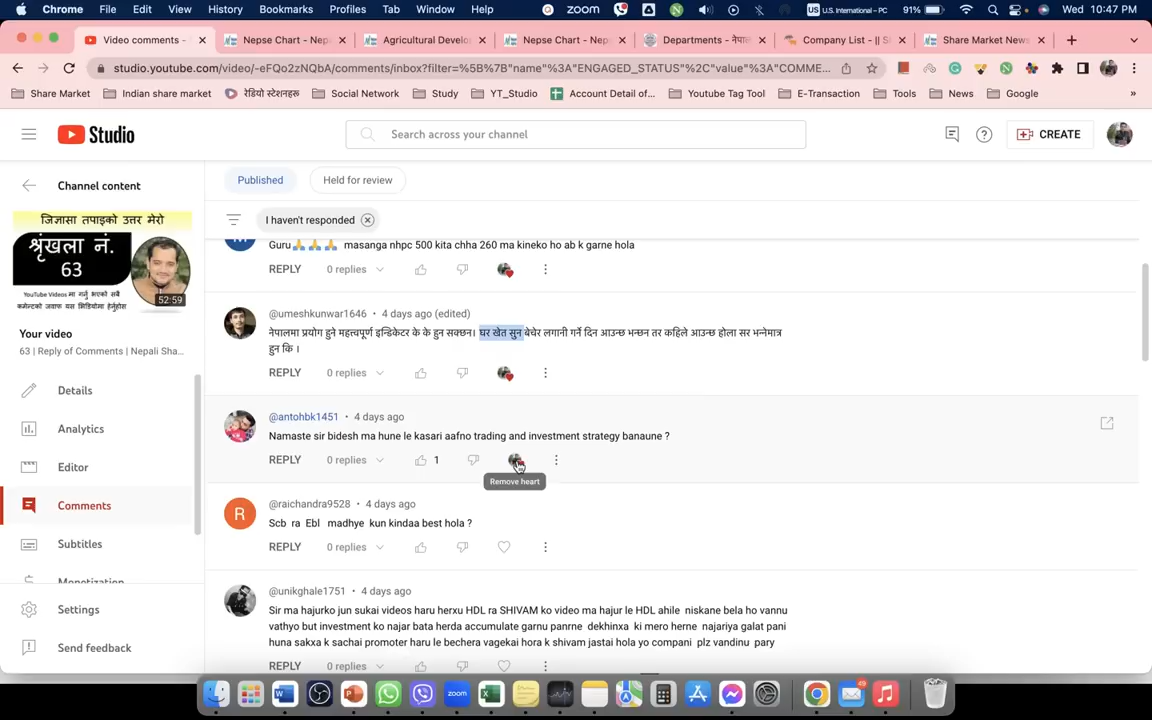 Chrome File Edit View History Bookmarks Profiles Tab Window Help zoom U.S. International – PC 91% Wed 10:47 PM
Video comments - Nepse Chart - Nep Agricultural Develo Nepse Chart - Nep Departments - नेपाल Company List - || S Share Market News
studio.youtube.com/video/-eFQo2zNQbA/comments/inbox?filter=%5B%7B"name"%3A"ENGAGED_STATUS"%2C"value"%3A"COMME...
Share Market Indian share market रेडियो स्टेशनहरू Social Network Study YT_Studio Account Detail of... Youtube Tag Tool E-Transaction Tools News Google »
Studio Search across your channel CREATE
Channel content
Published Held for review
जिज्ञासा तपाइको उत्तर मेरो
I haven't responded
श्रृंखला नं.
63
YouTube Videos मा गर्नु भएको सबै
कमेन्टको जवाफ यस भिडियोमा हेर्नुहोस
52:59
Your video
63 | Reply of Comments | Nepali Sha...
Details
Analytics
Editor
Comments
Subtitles
Monetization
Settings
Send feedback
Guru🙏🙏🙏 masanga nhpc 500 kita chha 260 ma kineko ho ab k garne hola
REPLY 0 replies
@umeshkunwar1646 • 4 days ago (edited)
नेपालमा प्रयोग हुने महत्त्वपूर्ण इन्डिकेटर के के हुन सक्छन। घर खेत सुन बेचेर लगानी गर्ने दिन आउन्छ भन्छन तर कहिले आउन्छ होला सर भन्नेमात्र
हुन कि ।
REPLY 0 replies
@antohbk1451 • 4 days ago
Namaste sir bidesh ma hune le kasari aafno trading and investment strategy banaune ?
REPLY 0 replies 1
Remove heart
@raichandra9528 • 4 days ago
R
Scb ra Ebl madhye kun kindaa best hola ?
REPLY 0 replies
@unikghale1751 • 4 days ago
Sir ma hajurko jun sukai videos haru herxu HDL ra SHIVAM ko video ma hajur le HDL ahile niskane bela ho vannu
vathyo but investment ko najar bata herda accumulate garnu panrne dekhinxa ki mero herne najariya galat pani
huna sakxa k sachai promoter haru le bechera vagekai hora k shivam jastai hola yo company plz vandinu pary
REPLY 0 replies
zoom